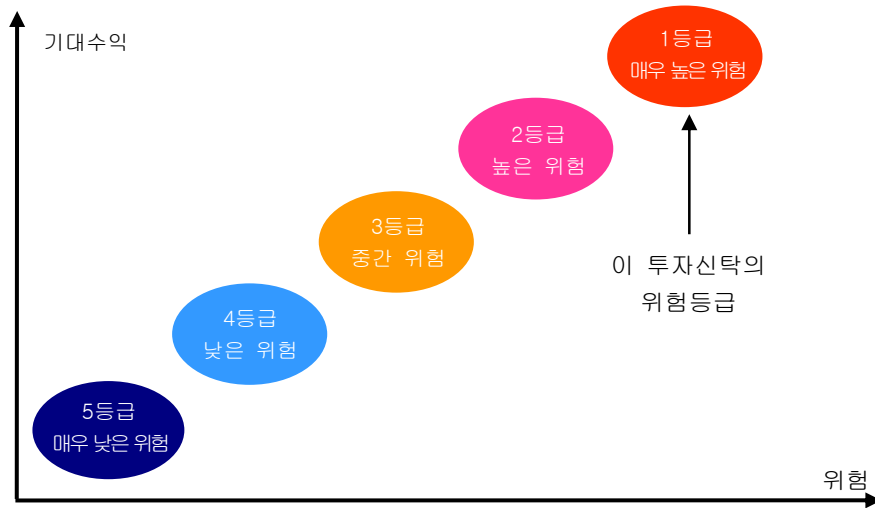 기대수익
1등급
매우 높은 위험
2등급
높은 위험
3등급
중간 위험
이 투자신탁의
위험등급
4등급
낮은 위험
5등급
매우 낮은 위험
위험